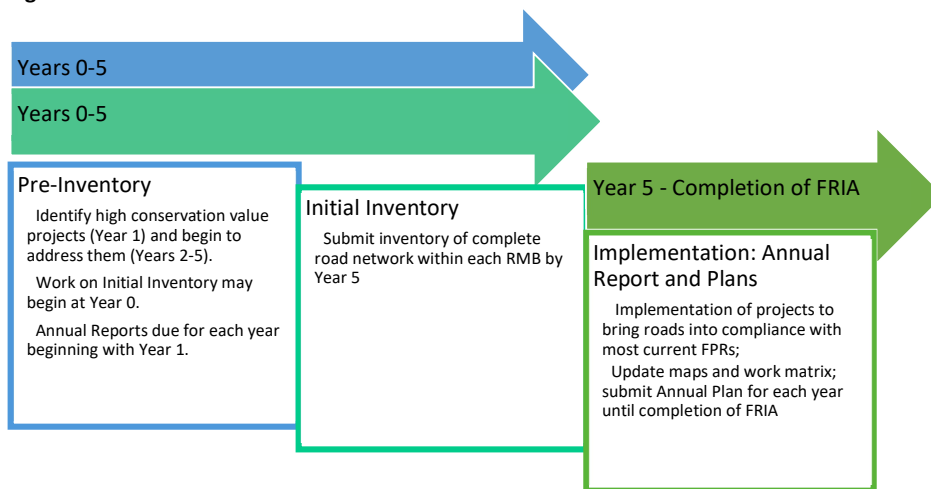 Years 0-5
Years 0-5
Pre-Inventory
Identify high conservation value
projects (Year 1) and begin to
address them (Years 2-5).
Work on Initial Inventory may
begin at Year 0.
Annual Reports due for each year
beginning with Year 1.
Initial Inventory
Submit inventory of complete
road network within each RMB by
Year 5
Year 5 - Completion of FRIA
Implementation: Annual
Report and Plans
Implementation of projects to
bring roads into compliance with
most current FPRs;
Update maps and work matrix;
submit Annual Plan for each year
until completion of FRIA